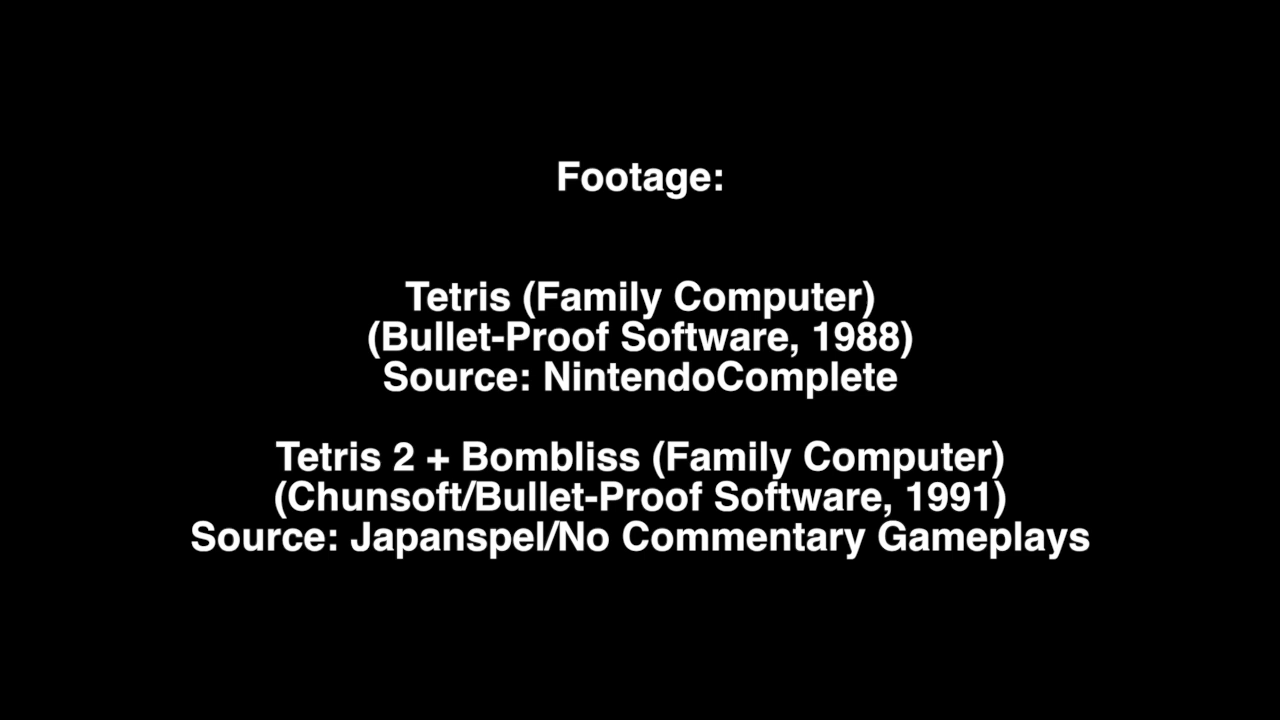 Footage:
Tetris (Family Computer)
(Bullet-Proof Software, 1988)
Source: NintendoComplete
Tetris 2 + Bombliss (Family Computer)
(Chunsoft/Bullet-Proof Software, 1991)
Source: Japanspel/No Commentary Gameplays